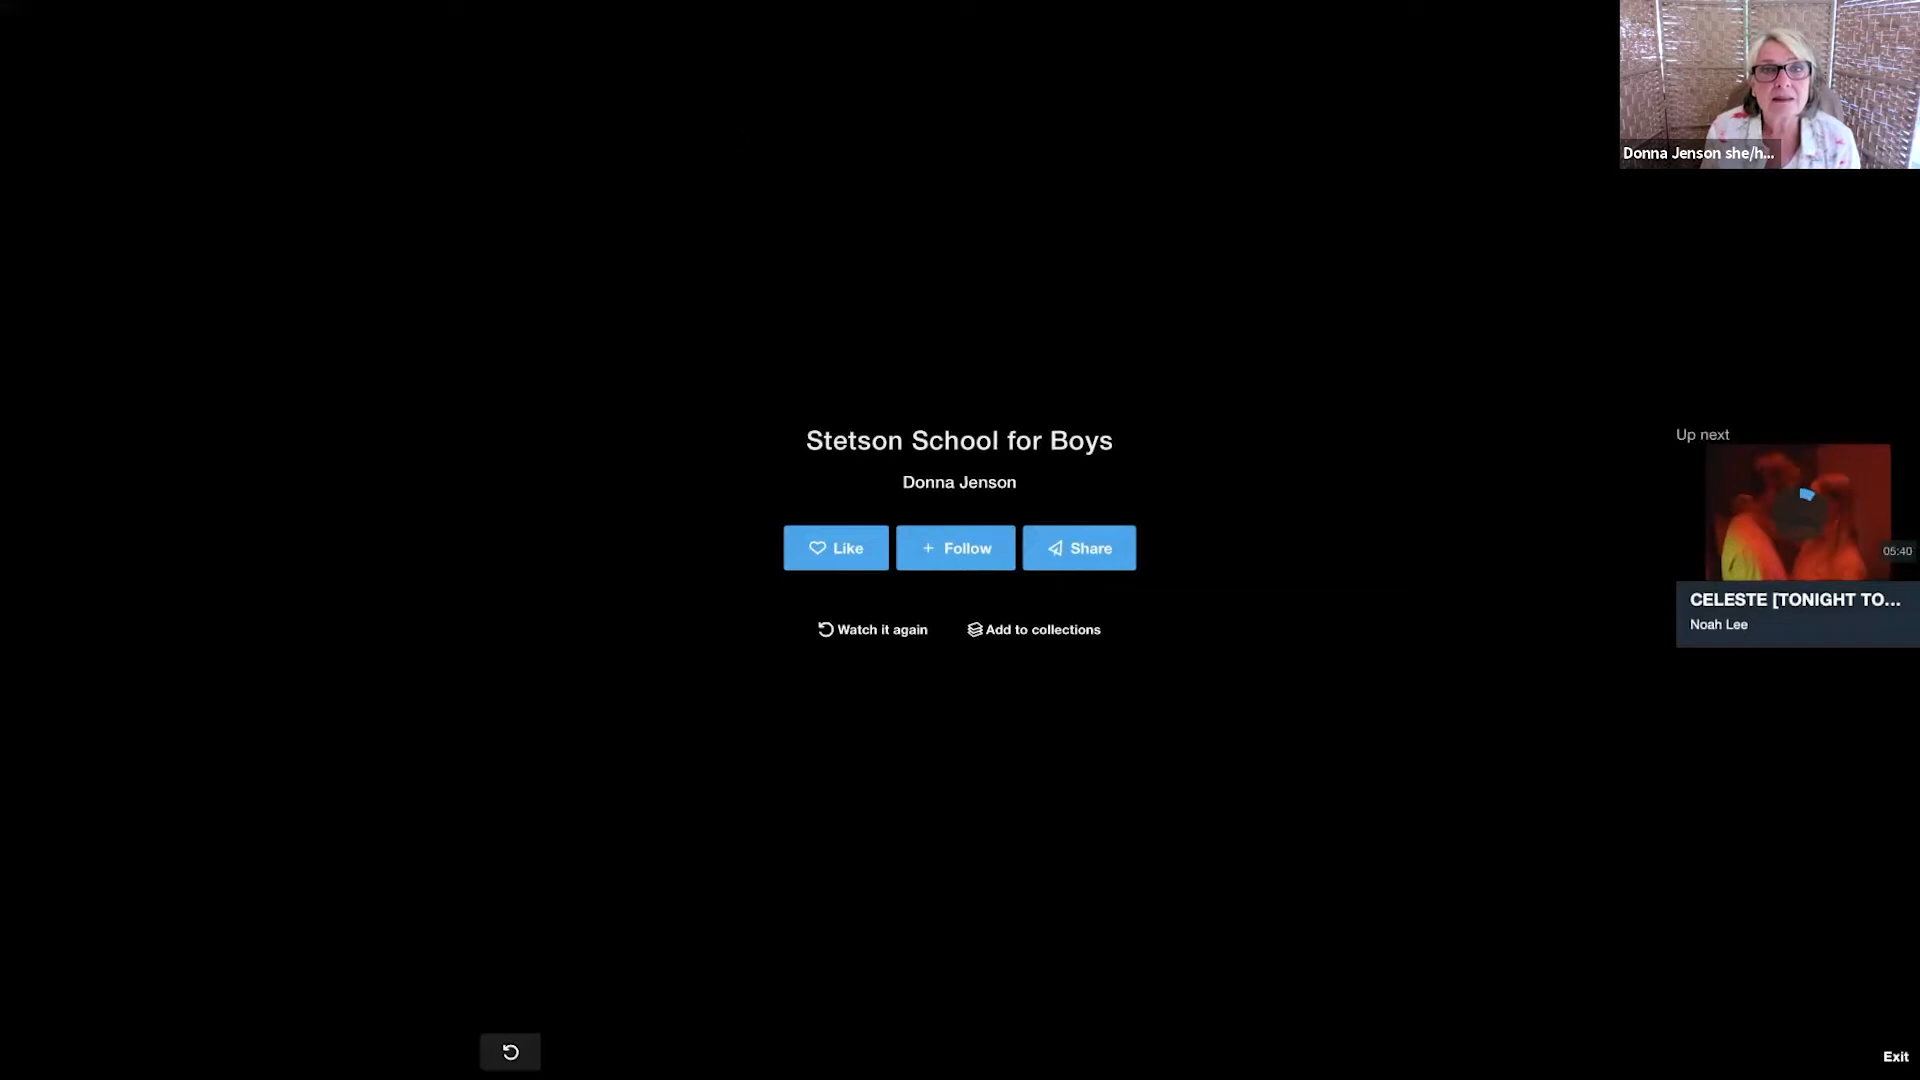 Donna Jenson she/h...
Stetson School for Boys
Donna Jenson
Like
Follow
Share
Watch it again
Add to collections
Up next
05:40
CELESTE [TONIGHT TO...
Noah Lee
Exit